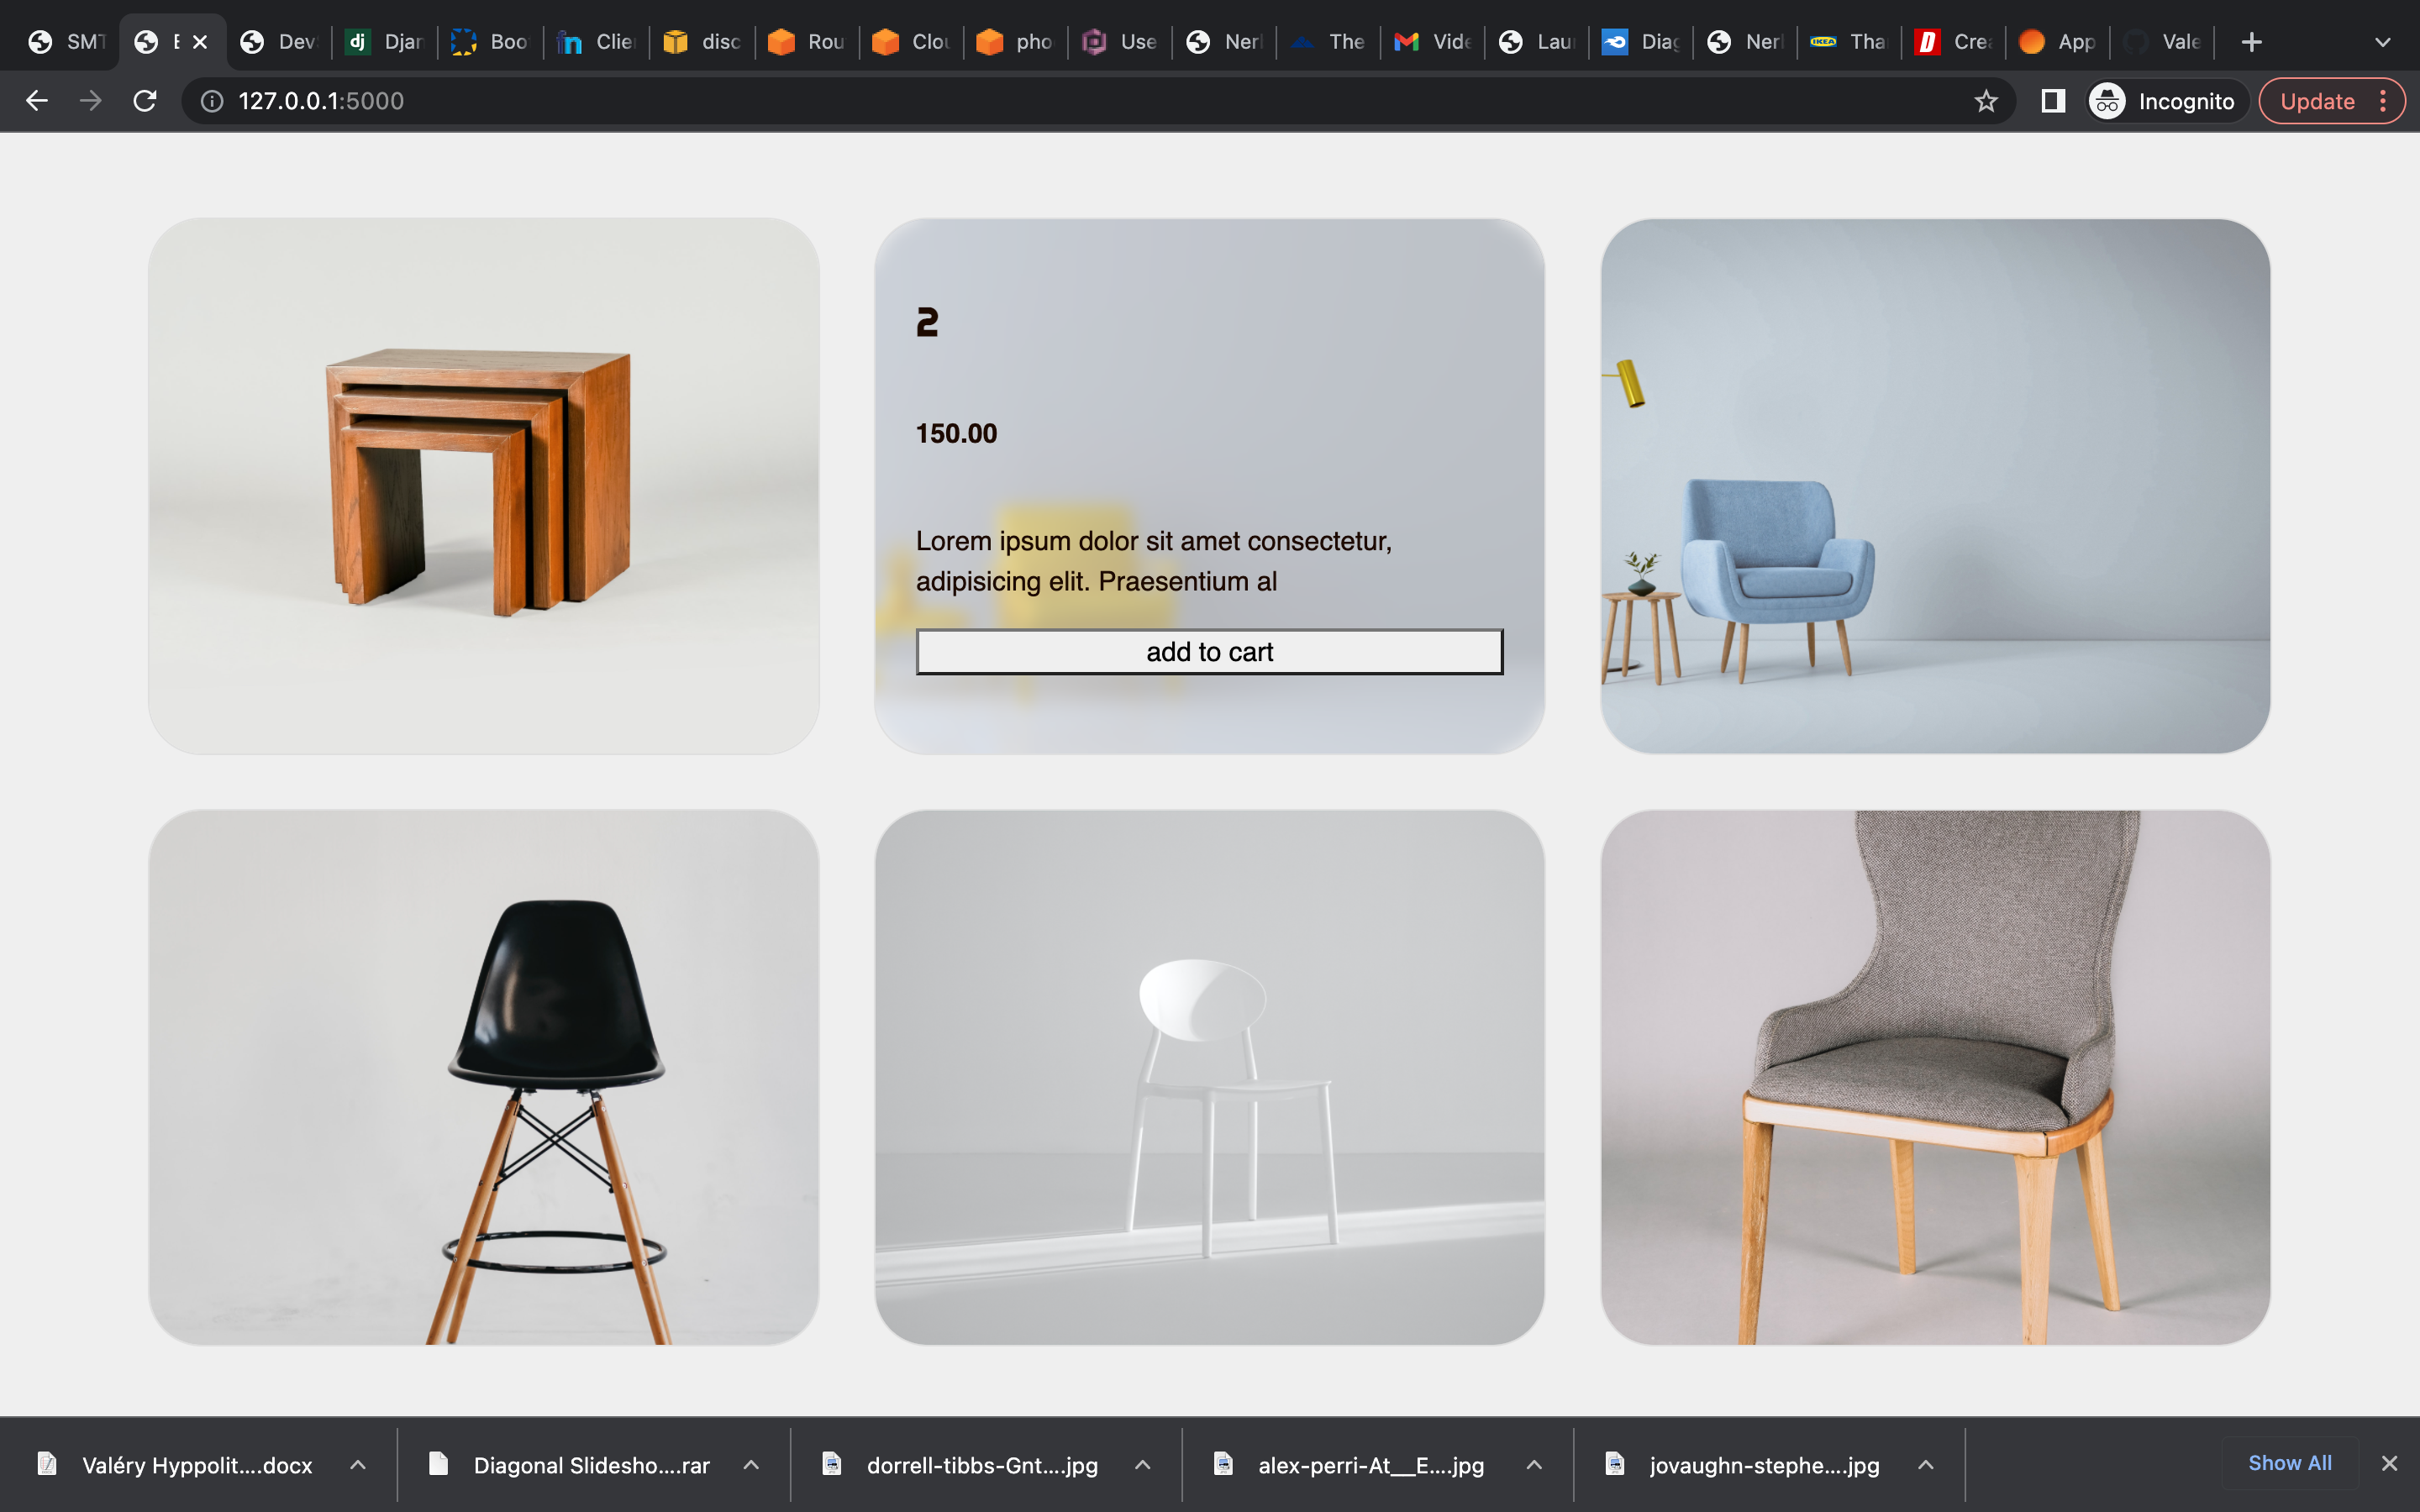 SMT
E
Dev
dj Djan
Boo
in Clie
disc
Rou
Clou
pho
Use
Nerl
The
Vide
Lau
Diag
Nerl
IKEA Tha
D Crea
App
Vale
127.0.0.1:5000
Incognito
Update
2
150.00
Lorem ipsum dolor sit amet consectetur,
adipisicing elit. Praesentium al
add to cart
Valéry Hyppolit....docx
Diagonal Slidesho....rar
dorrell-tibbs-Gnt....jpg
alex-perri-At__E....jpg
jovaughn-stephe....jpg
Show All